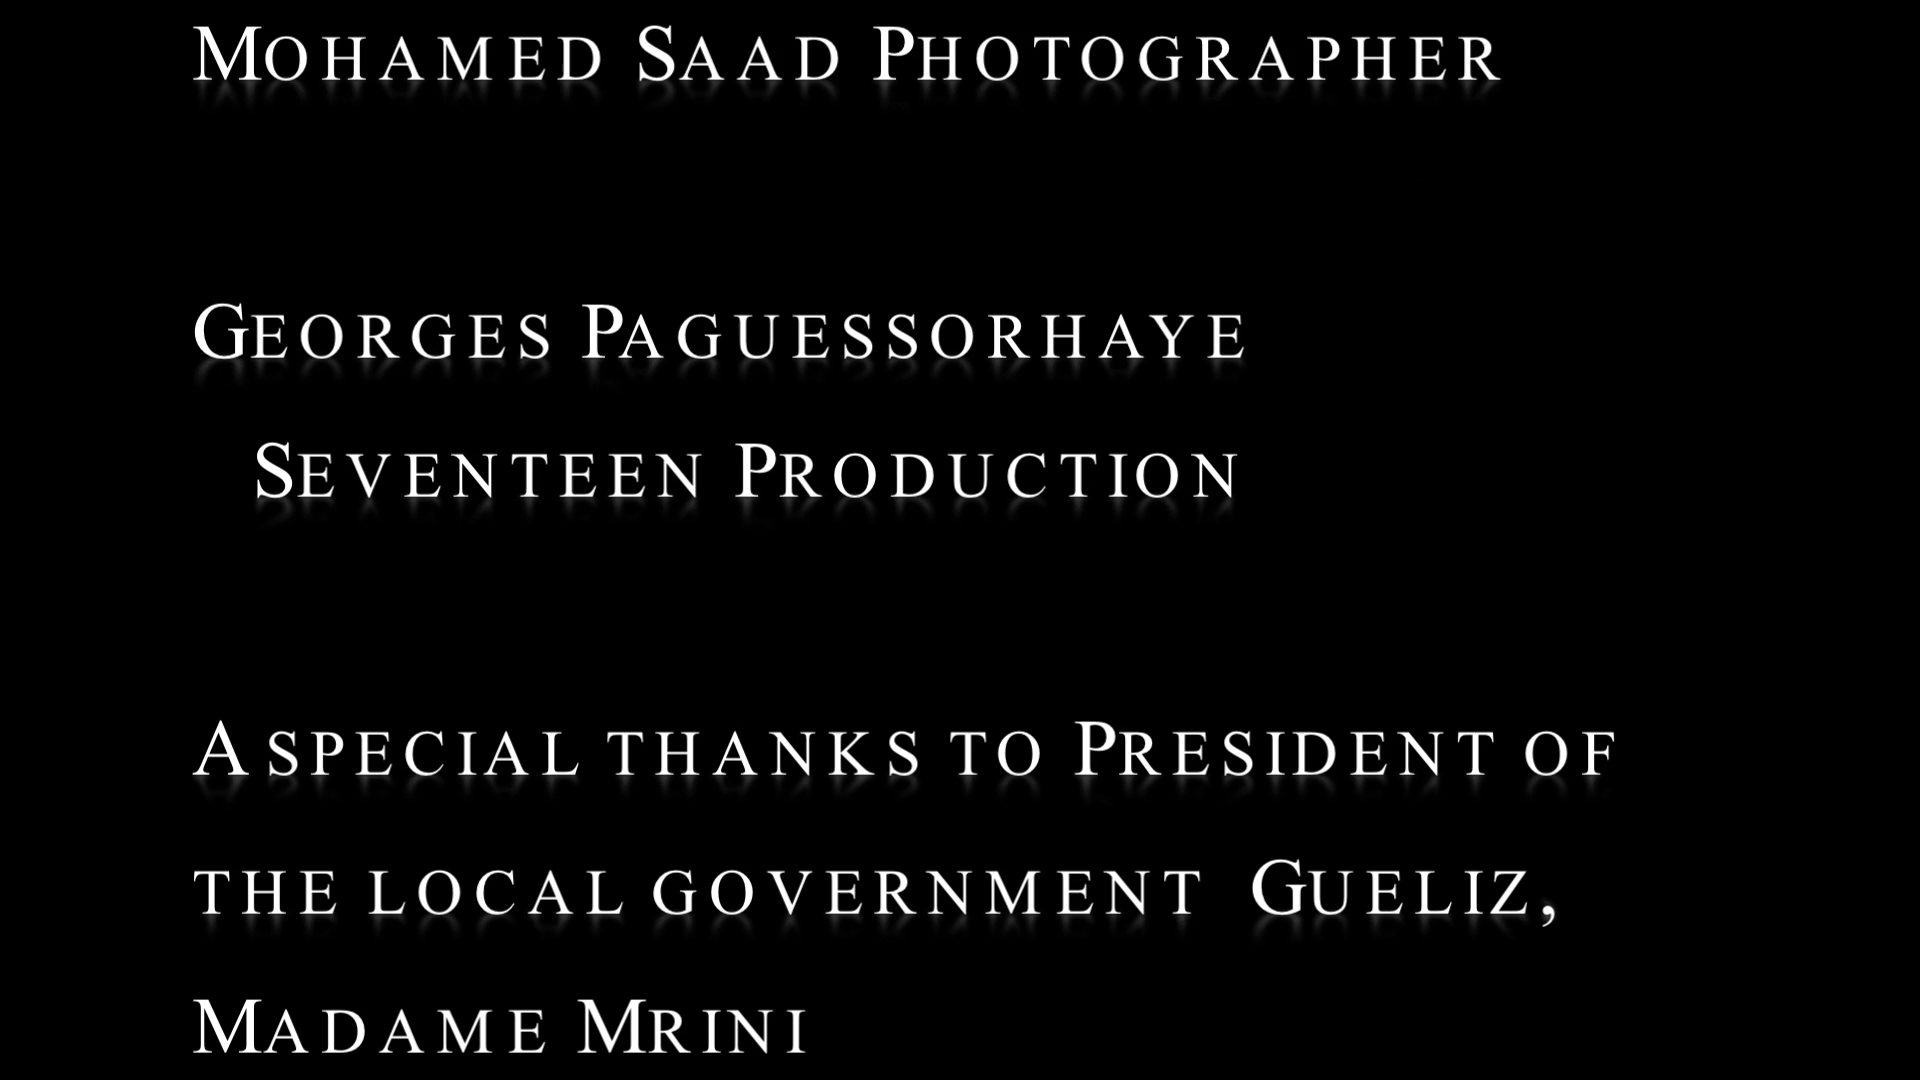 Mohamed Saad Photographer
Georges Paguessorhaye
Seventeen Production
A special thanks to President of
the local government Gueliz,
Madame Mrini